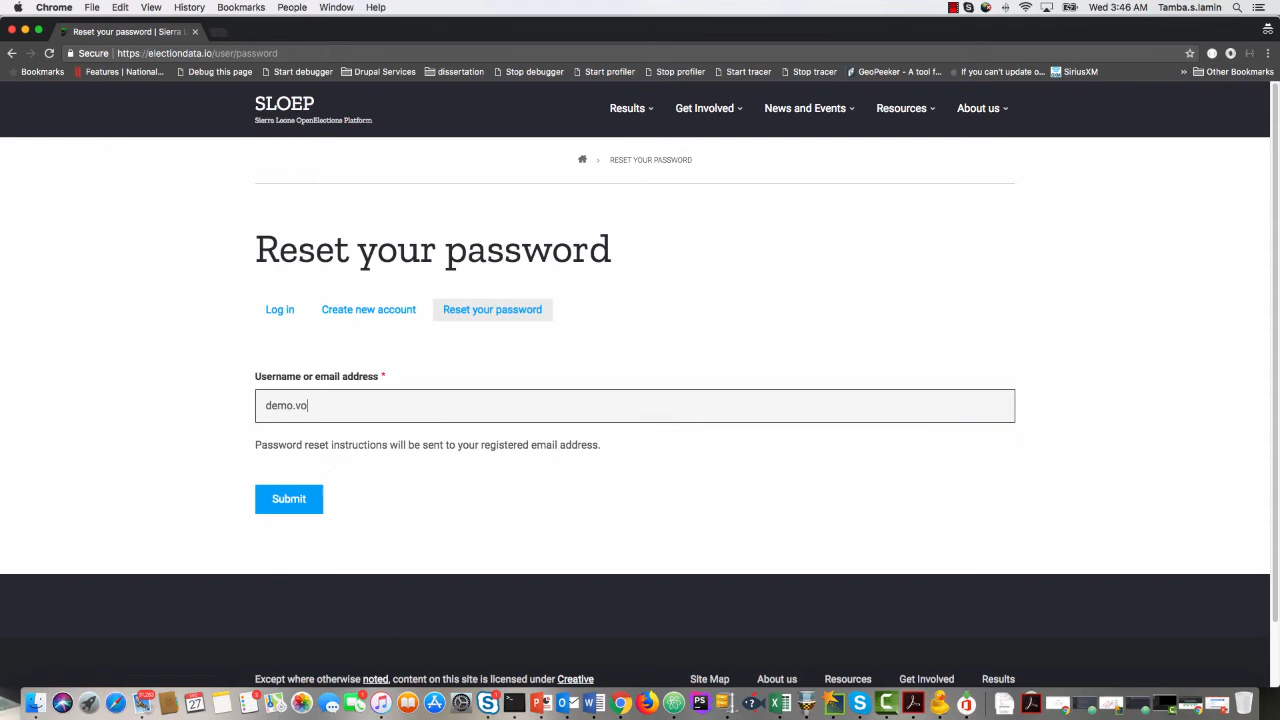 Chrome File Edit View History Bookmarks People Window Help Wed 3:46 AM Tamba.s.lamin
Reset your password | Sierra L
Secure https://electiondata.io/user/password
Bookmarks Features | National... Debug this page Start debugger Drupal Services dissertation Stop debugger Start profiler Stop profiler Start tracer Stop tracer GeoPeeker - A tool f... If you can't update o... SiriusXM » Other Bookmarks
SLOEP
Sierra Leone OpenElections Platform
Results Get Involved News and Events Resources About us
RESET YOUR PASSWORD
Reset your password
Log in Create new account Reset your password
Username or email address *
demo.vo
Password reset instructions will be sent to your registered email address.
Submit
Except where otherwise noted, content on this site is licensed under Creative
Site Map About us Resources Get Involved Results